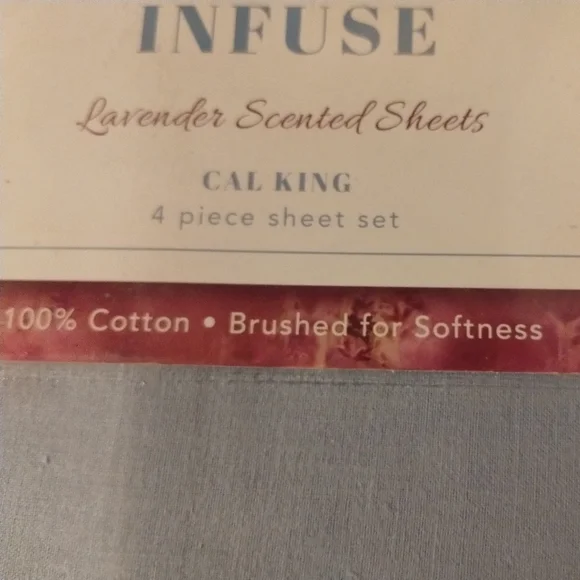 INFUSE
Lavender Scented Sheets
CAL KING
4 piece sheet set
100% Cotton • Brushed for Softness